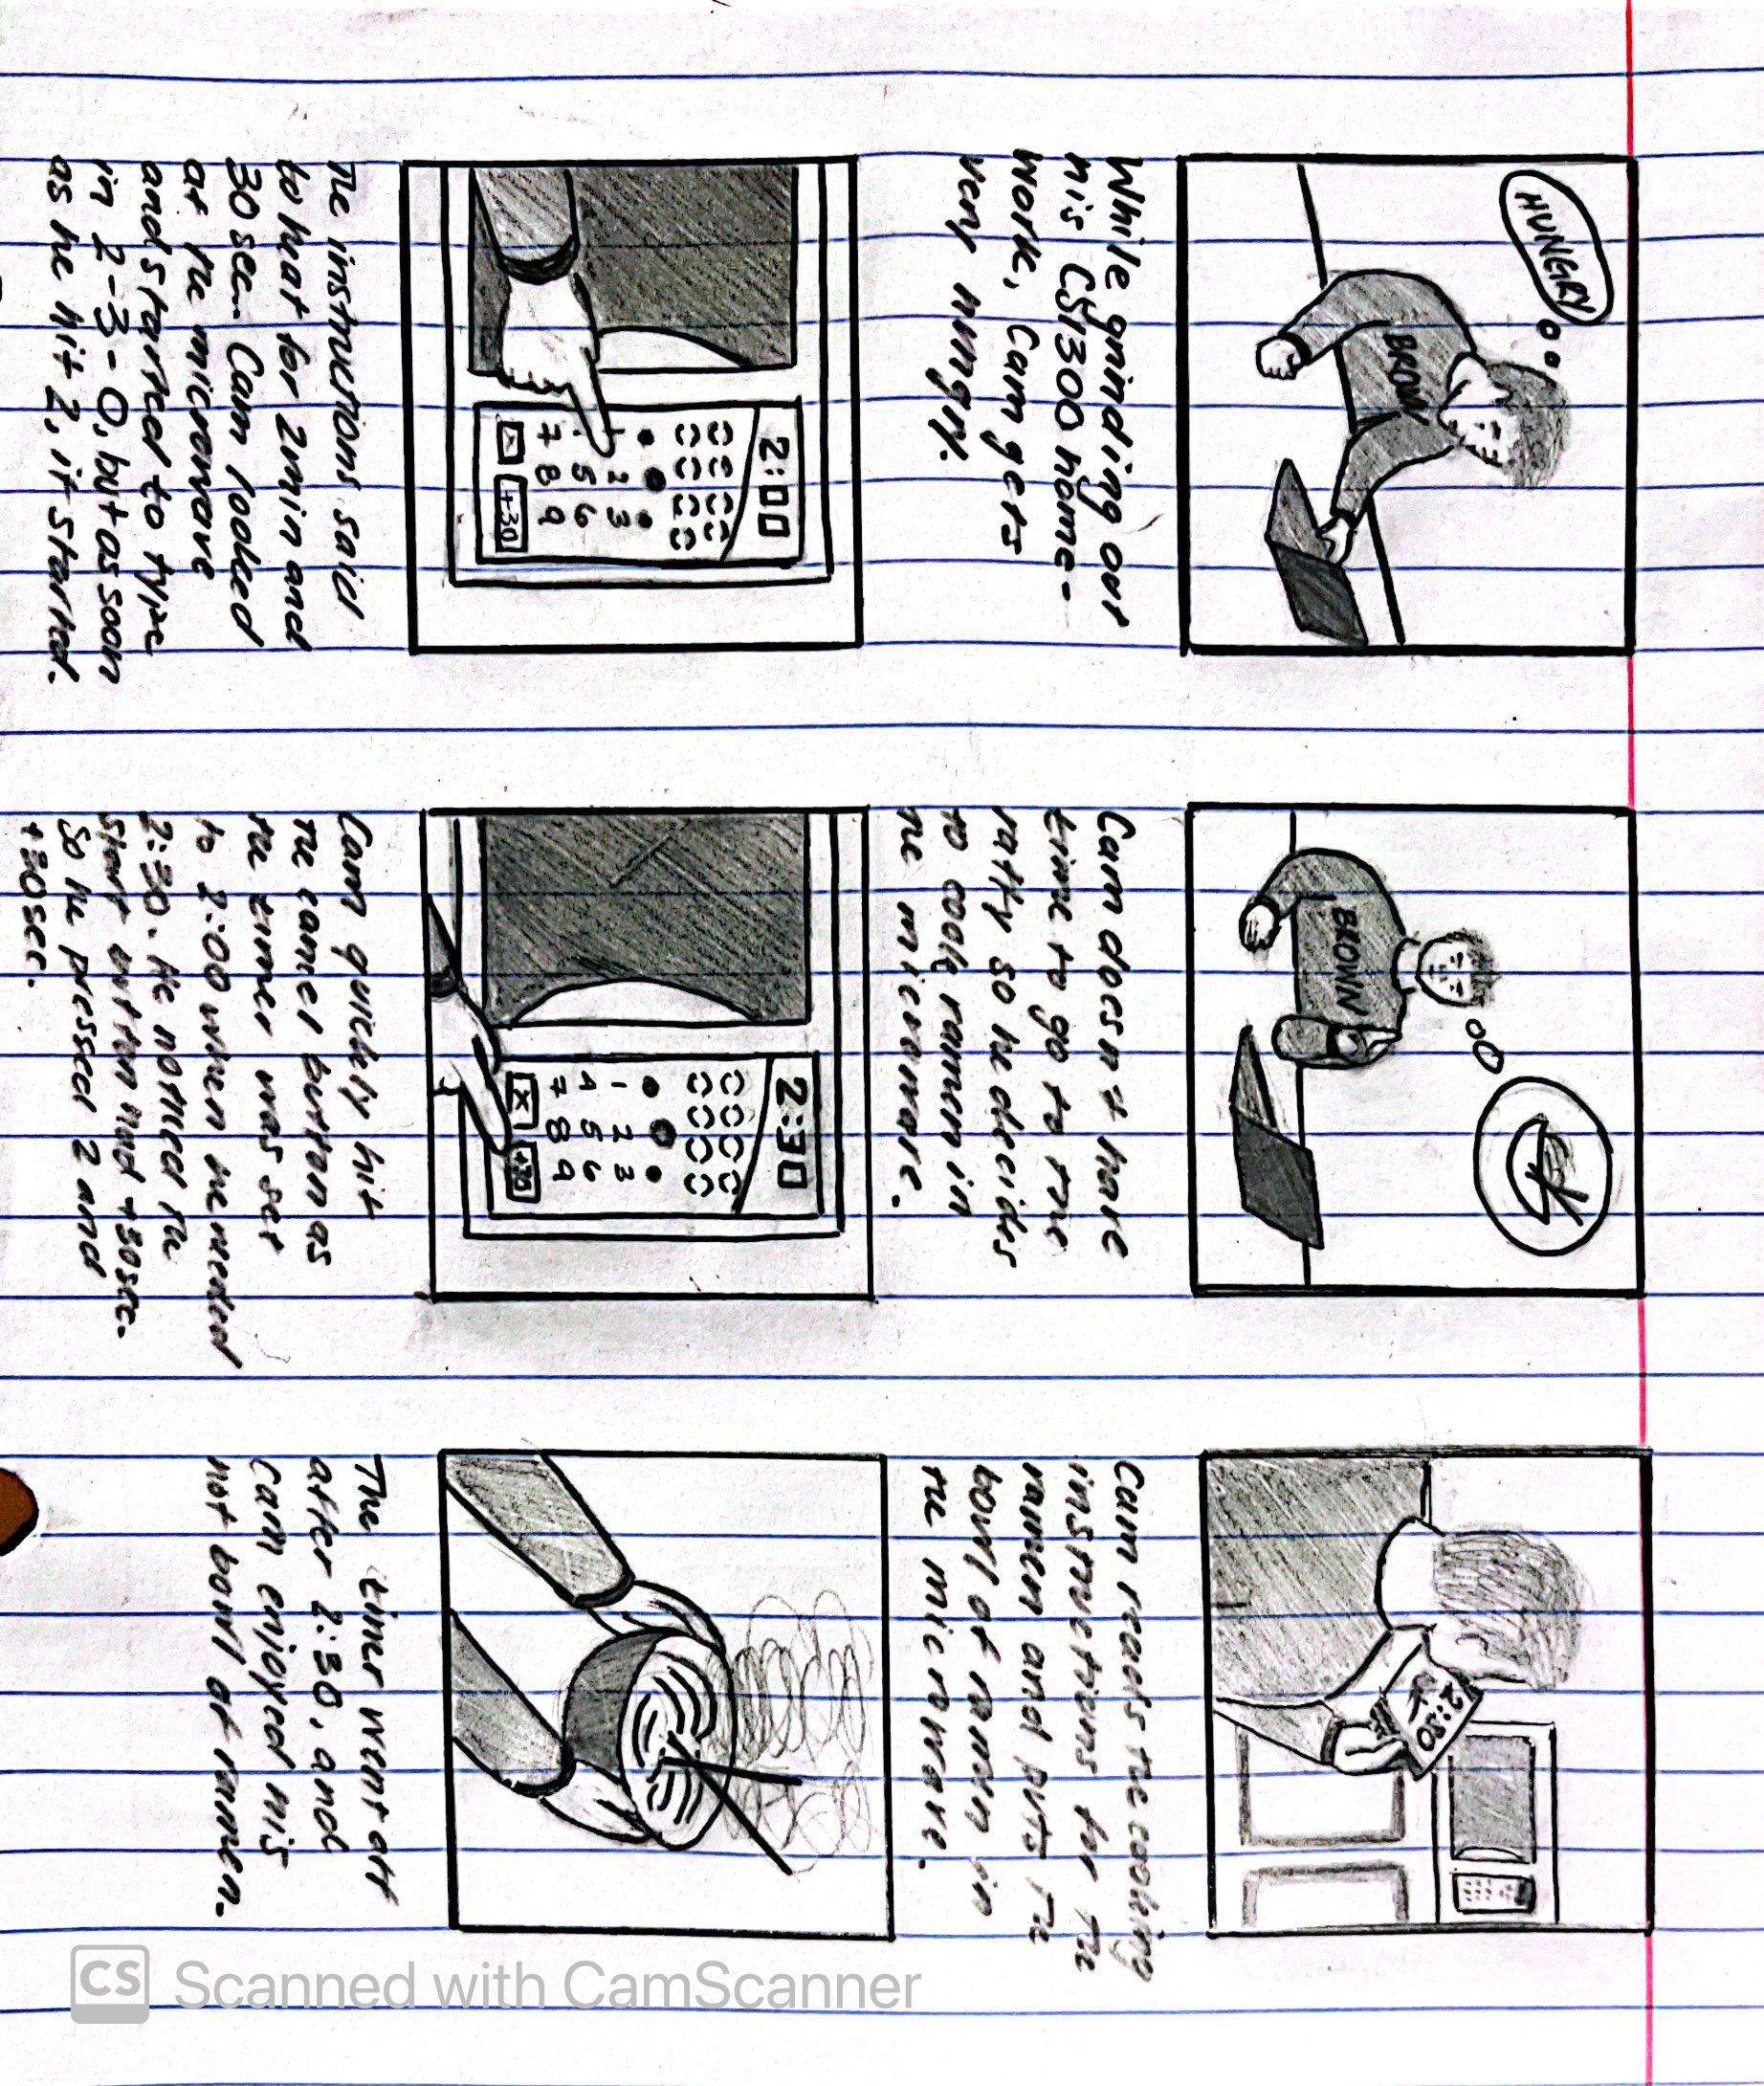 HUNGRY
BROWN
While grinding our
his CS1300 home-
work, Cam gets
very hungry.
BROWN
Cam doesn't have
time to go to the
ratty so he decides
to cook ramen in
the microwave.
2:30
Cam reads the cooking
instructions for the
ramen and puts the
bowl of ramen in
the microwave.
2:00
1 2 3
5 6
7 8 9
+30
The instructions said
to heat for 2 min and
30 sec. Cam looked
at the microwave
and started to type
in 2-3-0, but as soon
as he hit 2, it started.
2:30
1 2 3
4 5 6
7 8 9
X +30
Cam quickly hit
the cancel button as
the timer was set
to 2:00 when he needed
2:30. He noticed the
start button had +30sec.
So he pressed 2 and
+30sec.
The timer went off
after 2:30, and
Cam enjoyed his
hot bowl of ramen.
CS Scanned with CamScanner